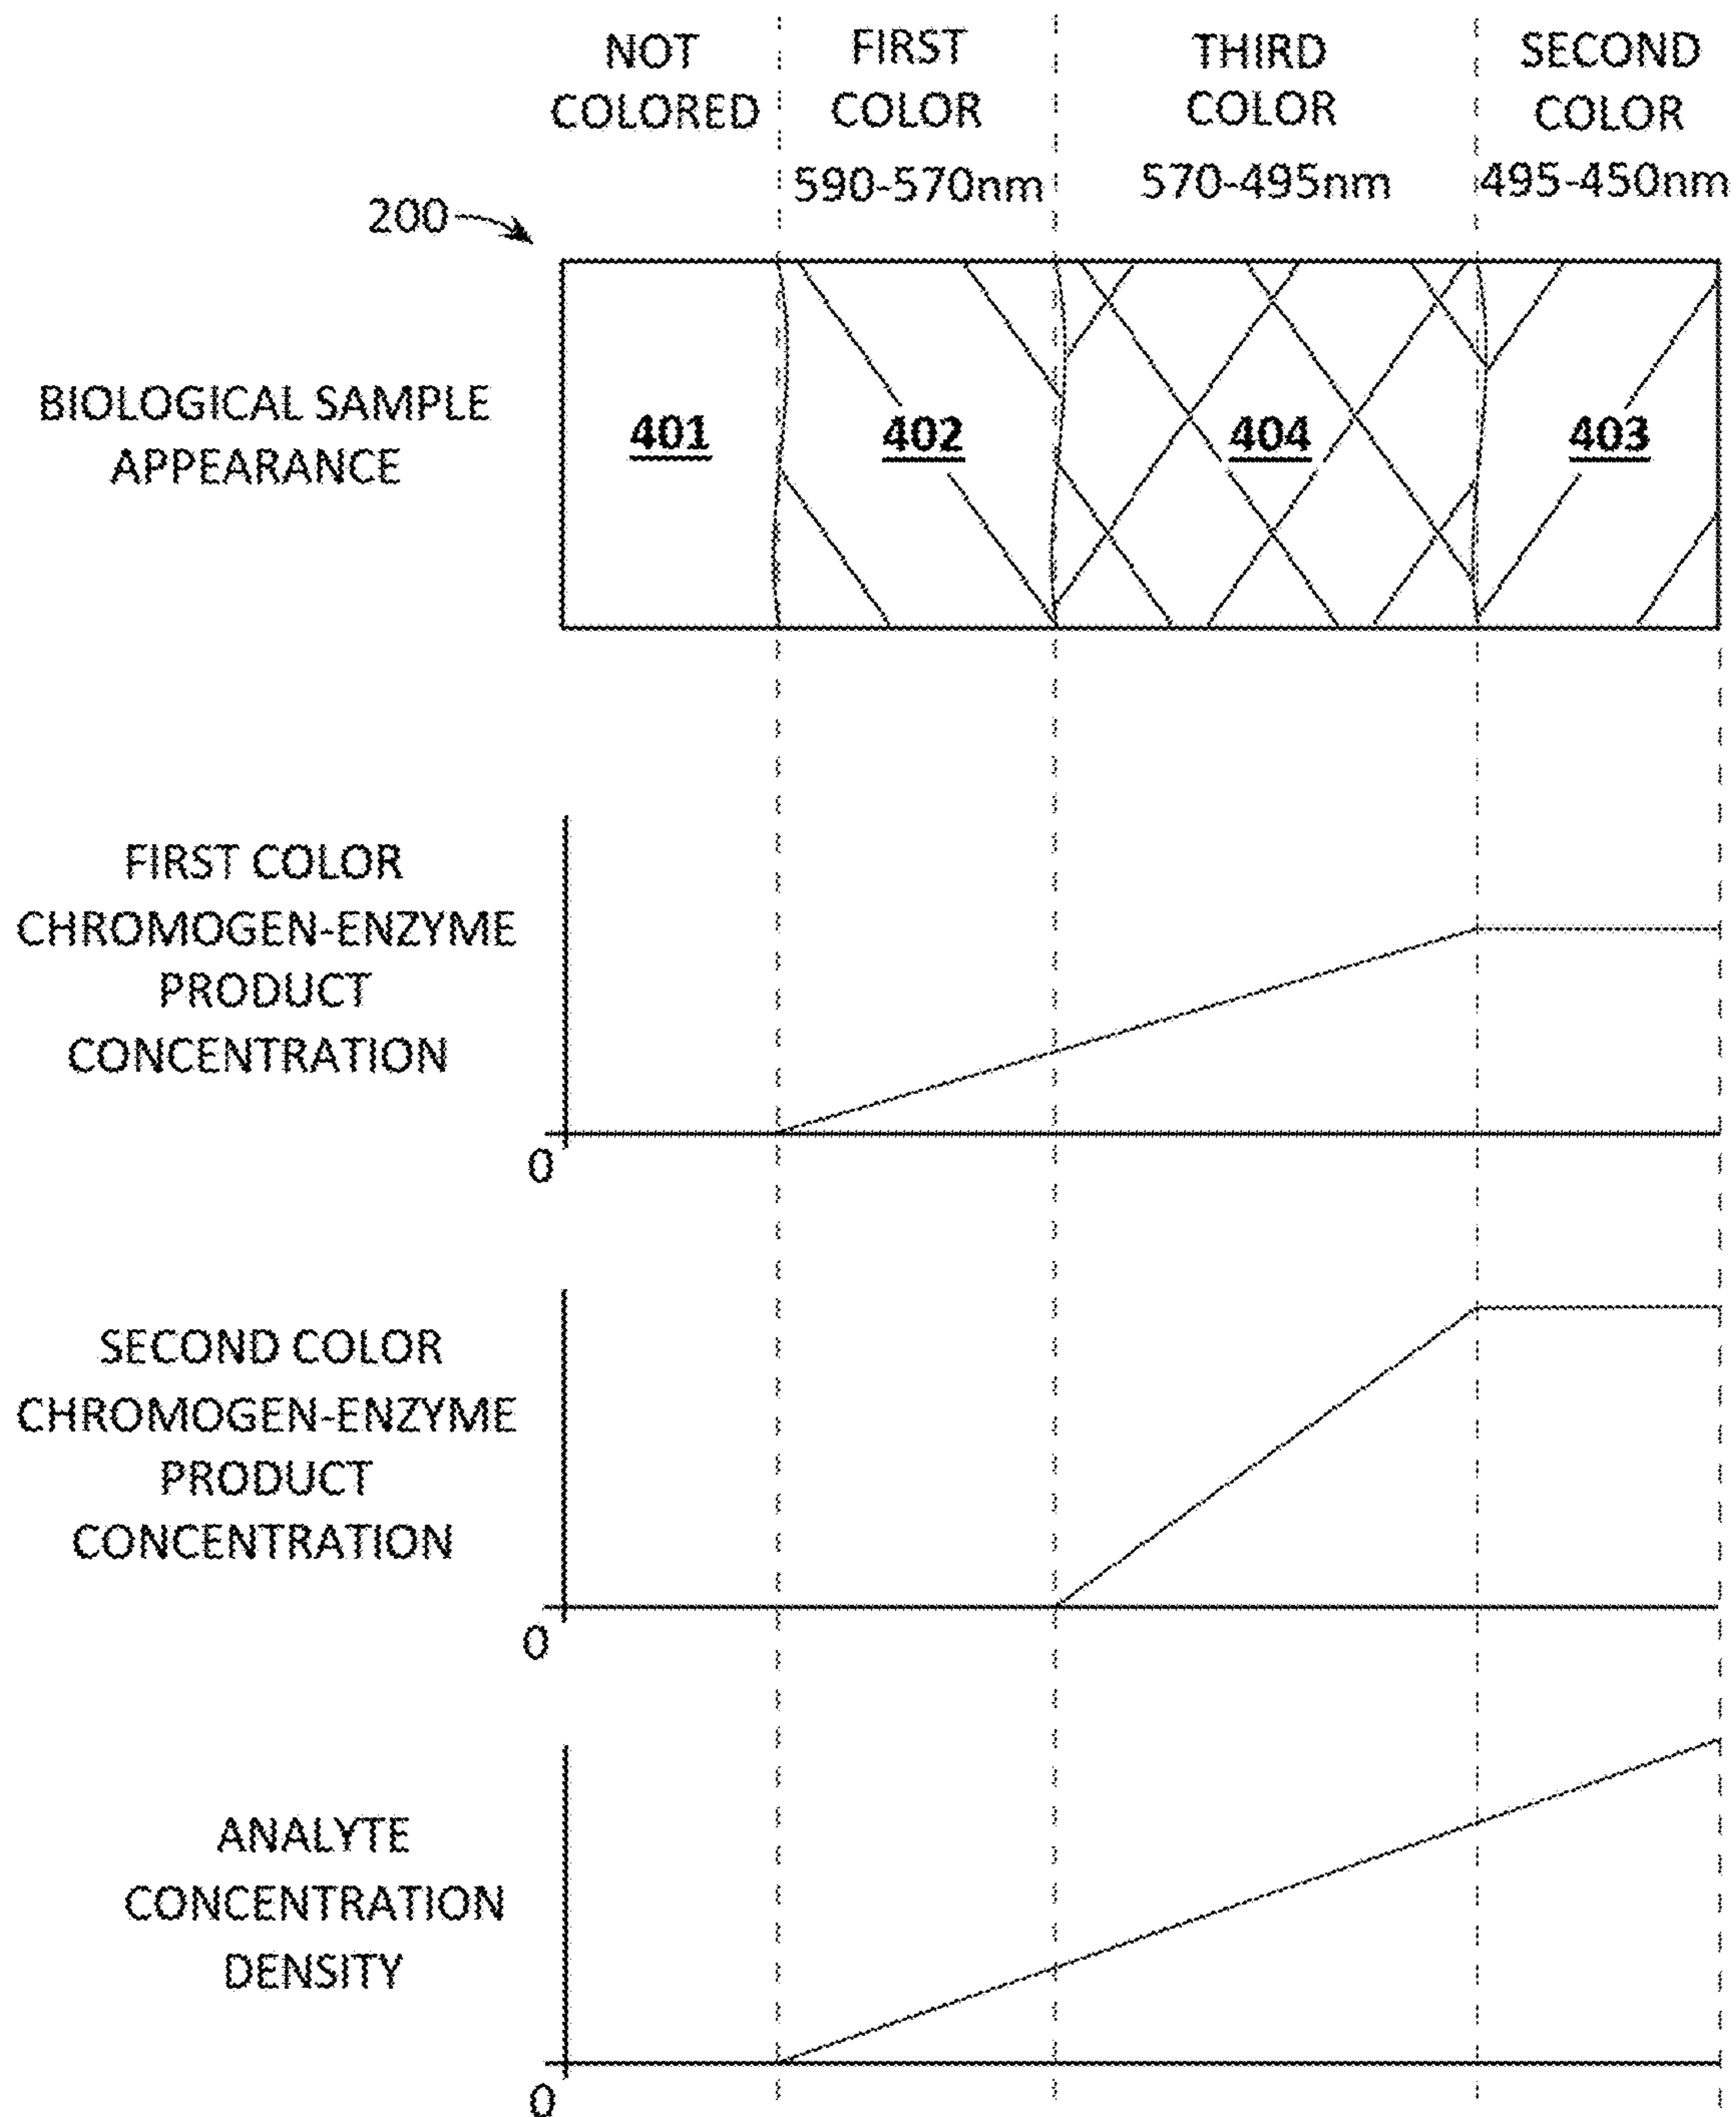 NOT
COLORED
FIRST
COLOR
590-570nm
THIRD
COLOR
570-495nm
SECOND
COLOR
495-450nm
200
BIOLOGICAL SAMPLE
APPEARANCE
401
402
404
403
FIRST COLOR
CHROMOGEN-ENZYME
PRODUCT
CONCENTRATION
0
SECOND COLOR
CHROMOGEN-ENZYME
PRODUCT
CONCENTRATION
0
ANALYTE
CONCENTRATION
DENSITY
0